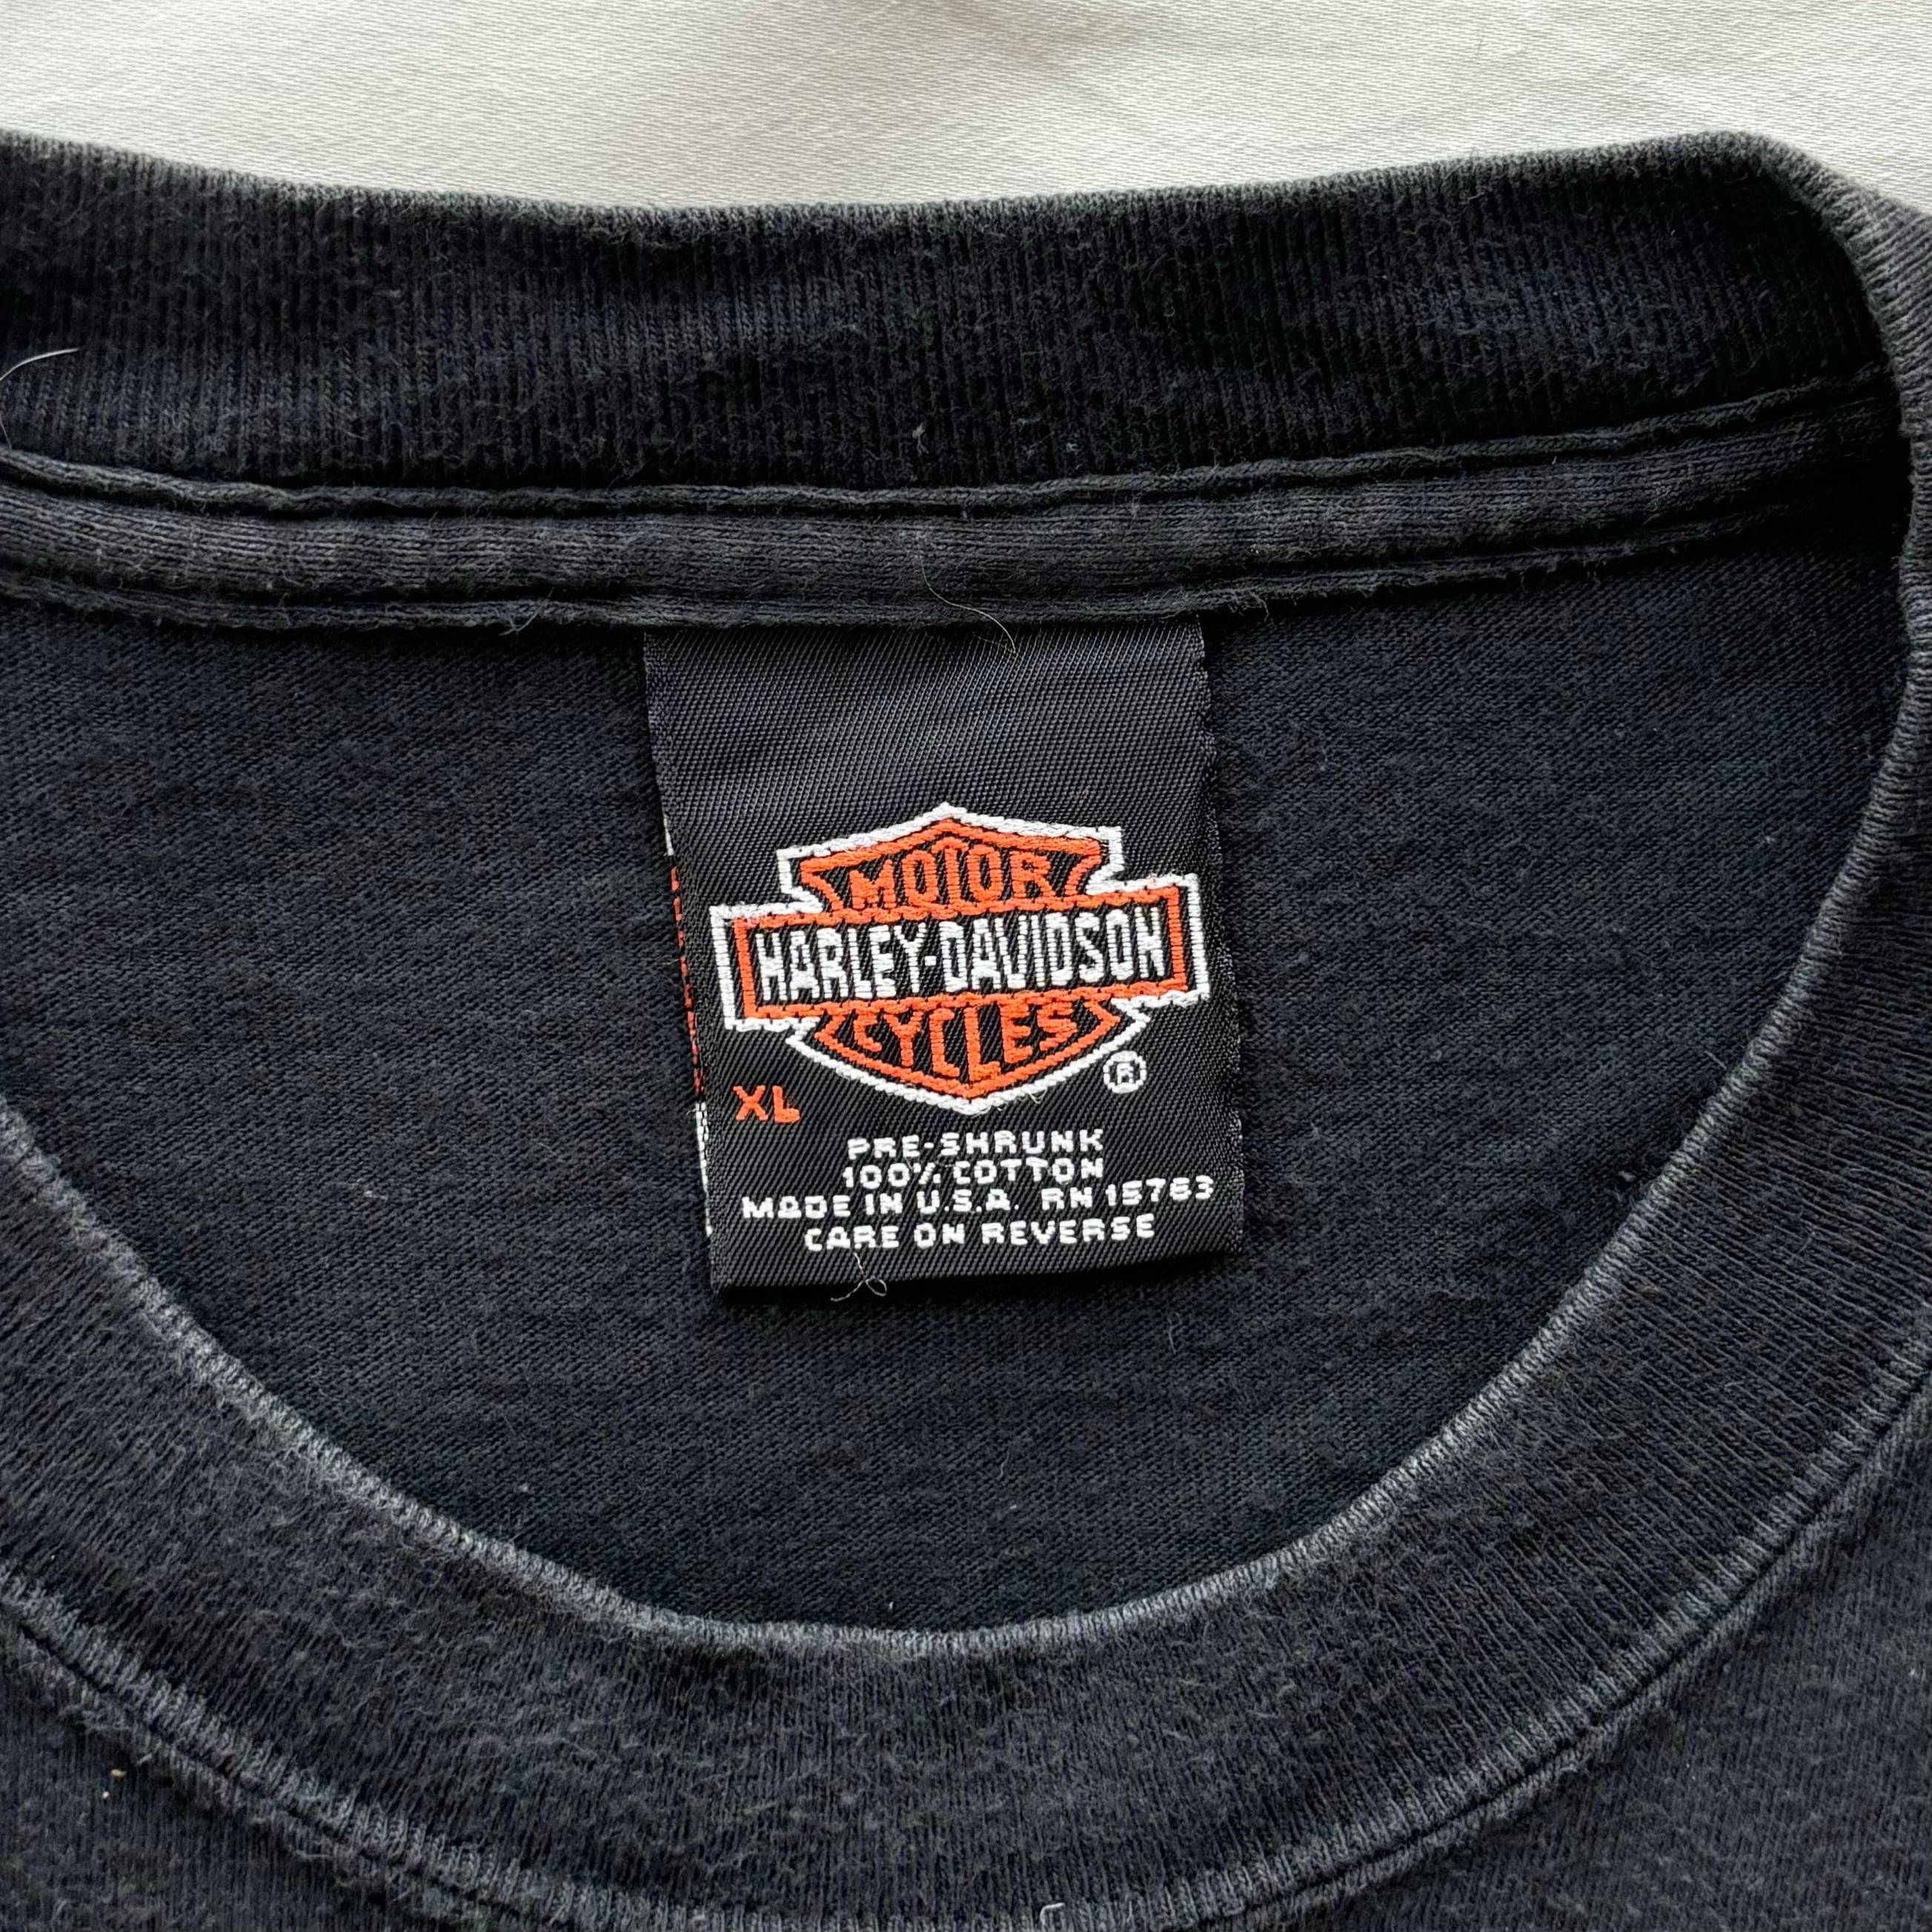 MOTOR
HARLEY-DAVIDSON
CYCLES
®
XL
PRE-SHRUNK
100% COTTON
MADE IN U.S.A. RN 15763
CARE ON REVERSE